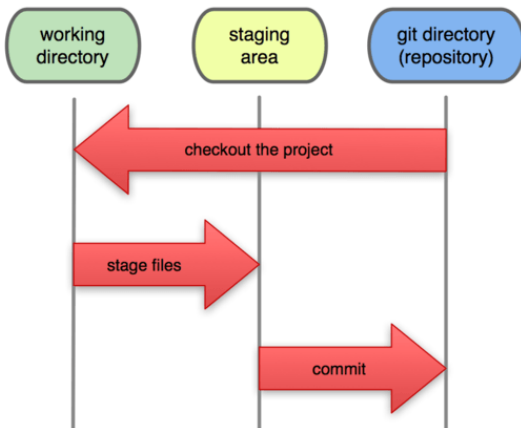 working
directory
staging
area
git directory
(repository)
checkout the project
stage files
commit